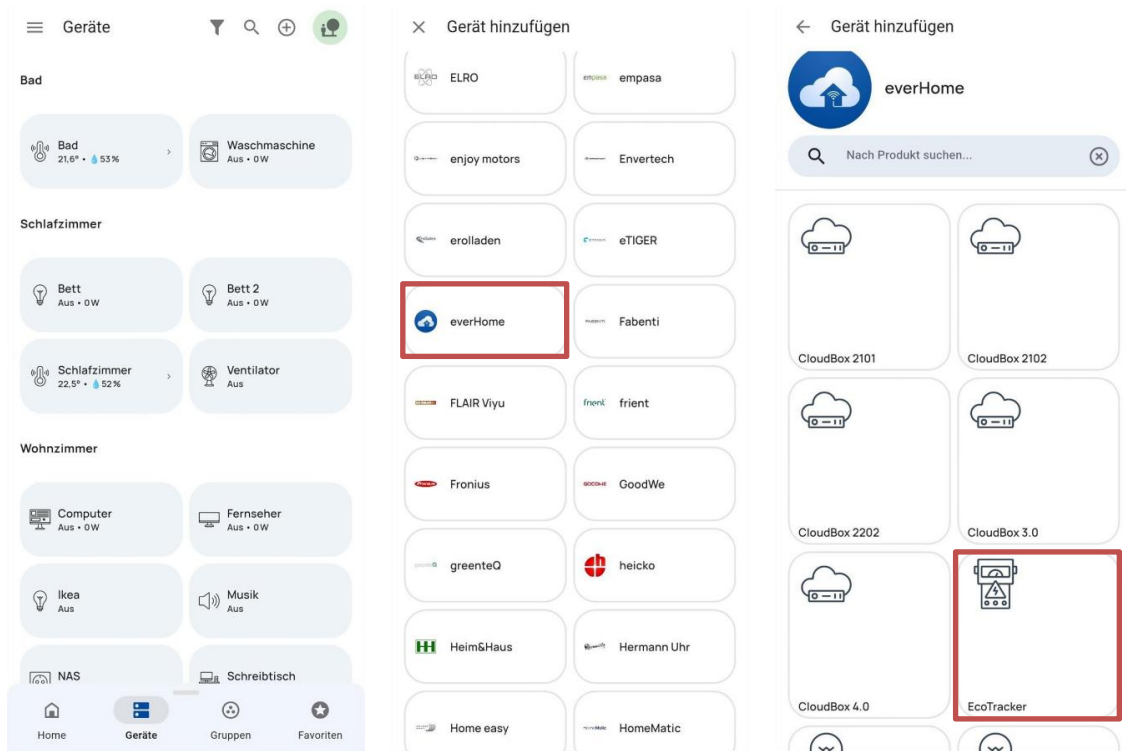 Geräte
Bad
Bad
21,6° • 53%
Waschmaschine
Aus • 0W
Schlafzimmer
Bett
Aus • 0W
Bett 2
Aus • 0W
Schlafzimmer
22,5° • 52%
Ventilator
Aus
Wohnzimmer
Computer
Aus • 0W
Fernseher
Aus • 0W
Ikea
Aus
Musik
Aus
NAS
Schreibtisch
Home
Geräte
Gruppen
Favoriten
Gerät hinzufügen
ELRO
empasa
enjoy motors
Envertech
erolladen
eTIGER
everHome
Fabenti
FLAIR Viyu
frient
frient
Fronius
GoodWe
greenteQ
heicko
Heim&Haus
Hermann Uhr
Home easy
HomeMatic
Gerät hinzufügen
everHome
Nach Produkt suchen...
CloudBox 2101
CloudBox 2102
CloudBox 2202
CloudBox 3.0
CloudBox 4.0
EcoTracker